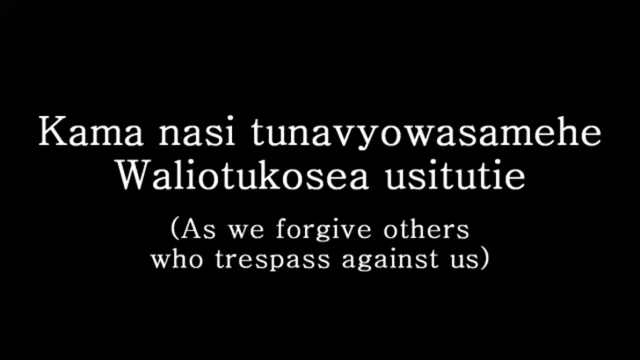 Kama nasi tunavyowasamehe
Waliotukosea usitutie
(As we forgive others
who trespass against us)